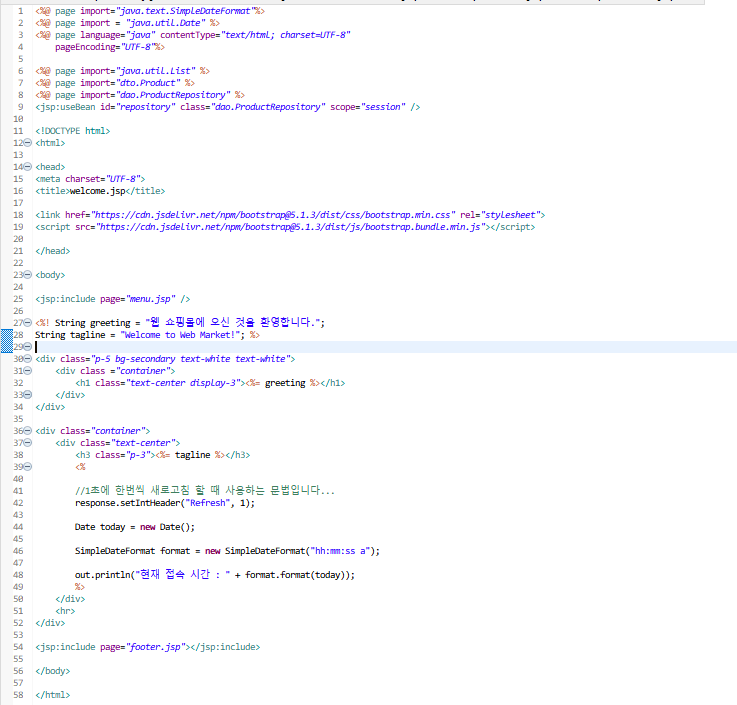 1 <%@ page import="java.text.SimpleDateFormat"%>
2 <%@ page import = "java.util.Date" %>
3 <%@ page language="java" contentType="text/html; charset=UTF-8"
4 pageEncoding="UTF-8"%>
5
6 <%@ page import="java.util.List" %>
7 <%@ page import="dto.Product" %>
8 <%@ page import="dao.ProductRepository" %>
9 <jsp:useBean id="repository" class="dao.ProductRepository" scope="session" />
10
11 <!DOCTYPE html>
12 <html>
13
14 <head>
15 <meta charset="UTF-8">
16 <title>welcome.jsp</title>
17
18 <link href="https://cdn.jsdelivr.net/npm/bootstrap@5.1.3/dist/css/bootstrap.min.css" rel="stylesheet">
19 <script src="https://cdn.jsdelivr.net/npm/bootstrap@5.1.3/dist/js/bootstrap.bundle.min.js"></script>
20
21 </head>
22
23 <body>
24
25 <jsp:include page="menu.jsp" />
26
27 <%! String greeting = "웹 쇼핑몰에 오신 것을 환영합니다.";
28 String tagline = "Welcome to Web Market!"; %>
29
30 <div class="p-5 bg-secondary text-white text-white">
31 <div class ="container">
32 <h1 class="text-center display-3"><%= greeting %></h1>
33 </div>
34 </div>
35
36 <div class="container">
37 <div class="text-center">
38 <h3 class="p-3"><%= tagline %></h3>
39 <%
40
41 //1초에 한번씩 새로고침 할 때 사용하는 문법입니다...
42 response.setIntHeader("Refresh", 1);
43
44 Date today = new Date();
45
46 SimpleDateFormat format = new SimpleDateFormat("hh:mm:ss a");
47
48 out.println("현재 접속 시간 : " + format.format(today));
49 %>
50 </div>
51 <hr>
52 </div>
53
54 <jsp:include page="footer.jsp"></jsp:include>
55
56 </body>
57
58 </html>